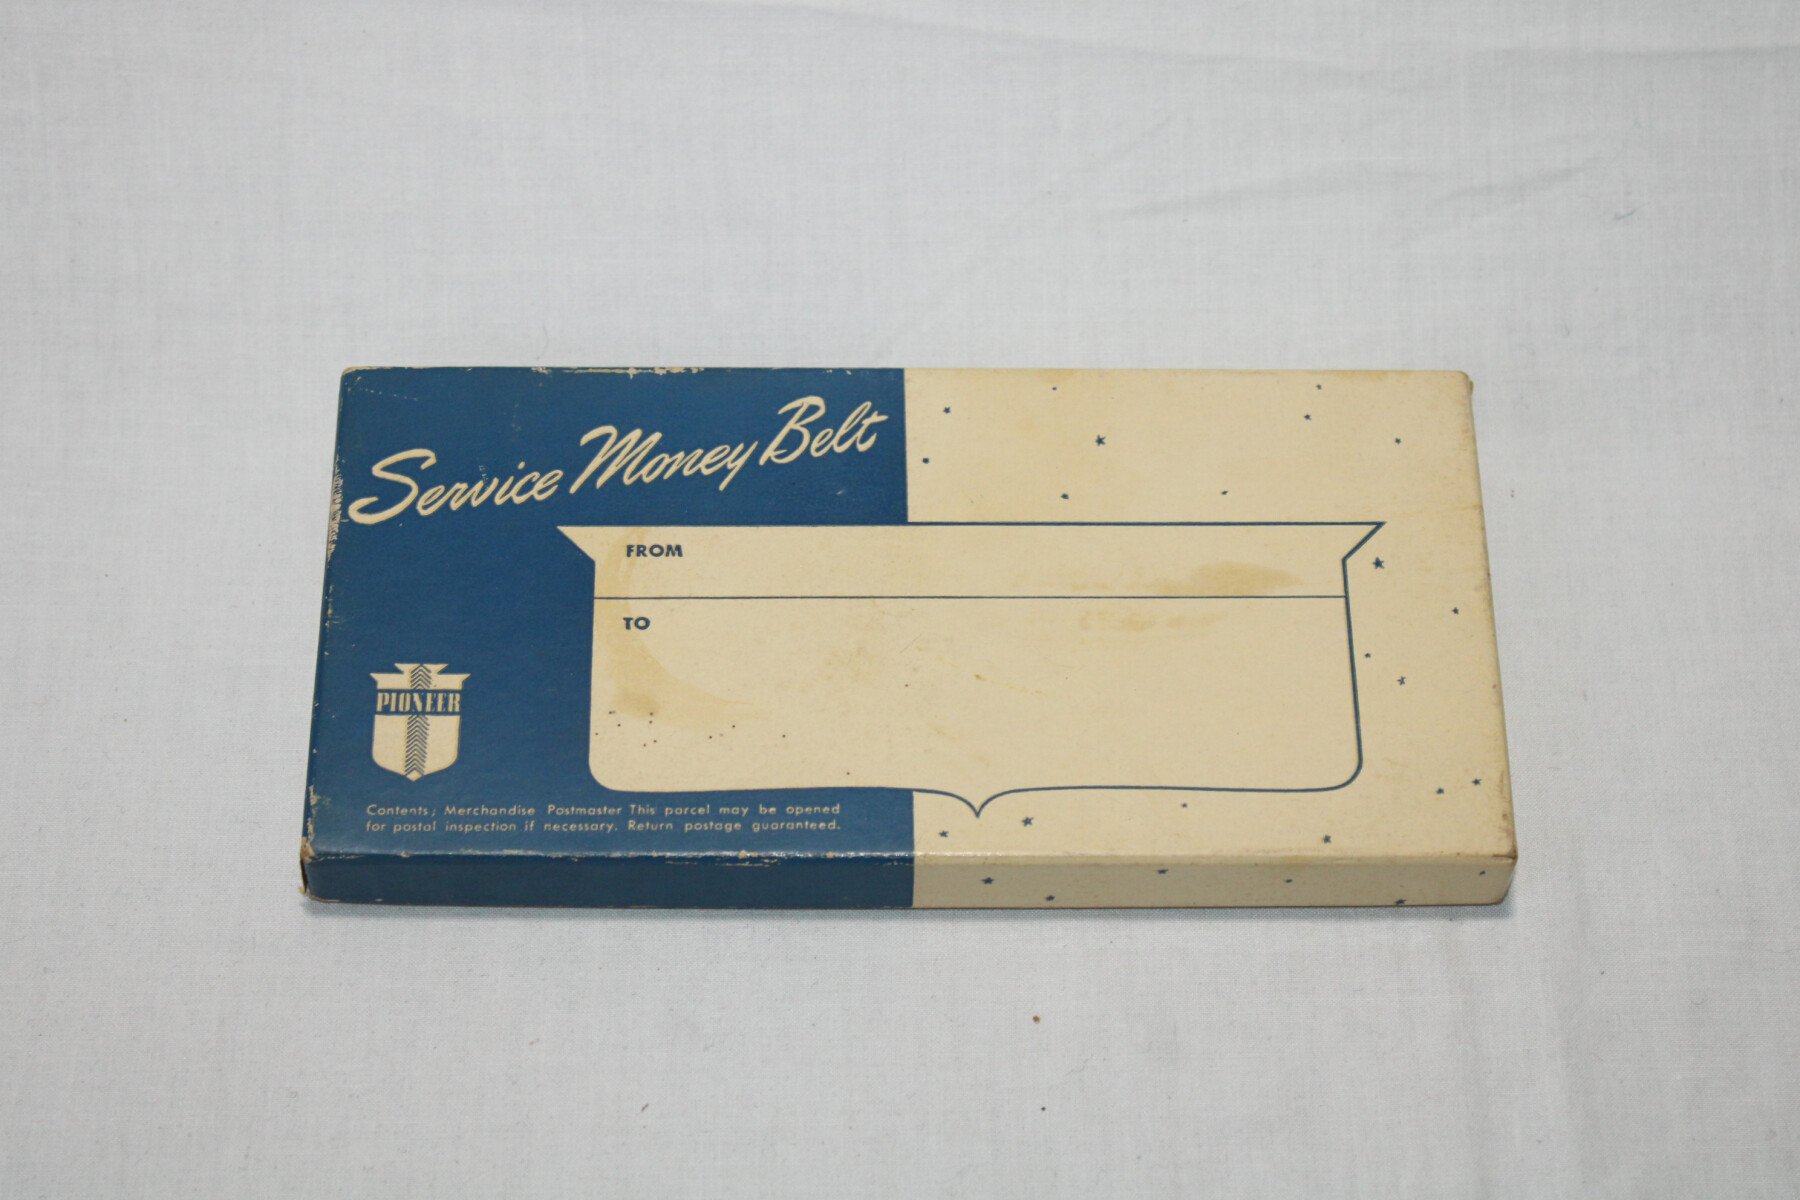 Service Money Belt
FROM
TO
PIONEER
Contents; Merchandise Postmaster This parcel may be opened
for postal inspection if necessary. Return postage guaranteed.